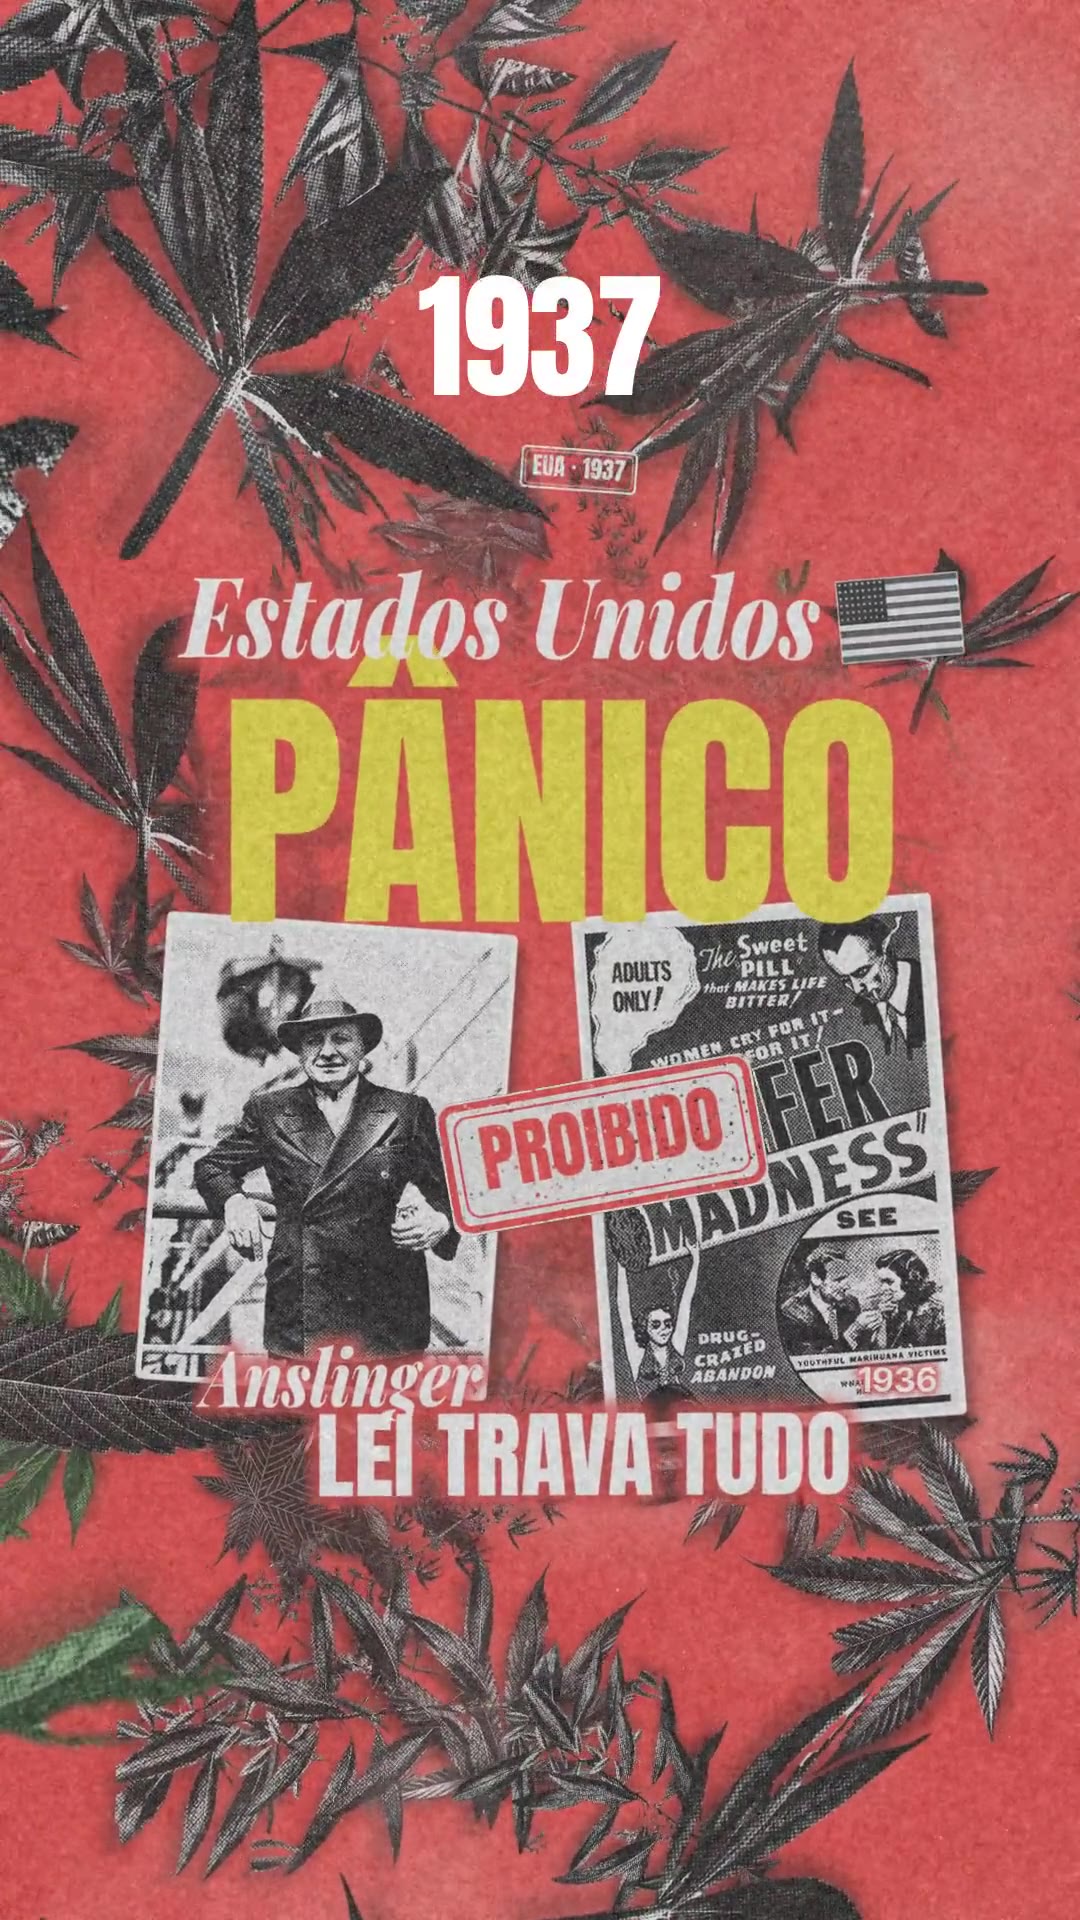 1937
EUA · 1937
Estados Unidos
PÂNICO
ADULTS
ONLY!
The Sweet
PILL
that MAKES LIFE
BITTER!
WOMEN CRY FOR IT-
FOR IT!
FER
MADNESS"
PROIBIDO
SEE
DRUG-
CRAZED
ABANDON
YOUTHFUL MARIHUANA VICTIMS
1936
Anslinger
LEI TRAVA TUDO